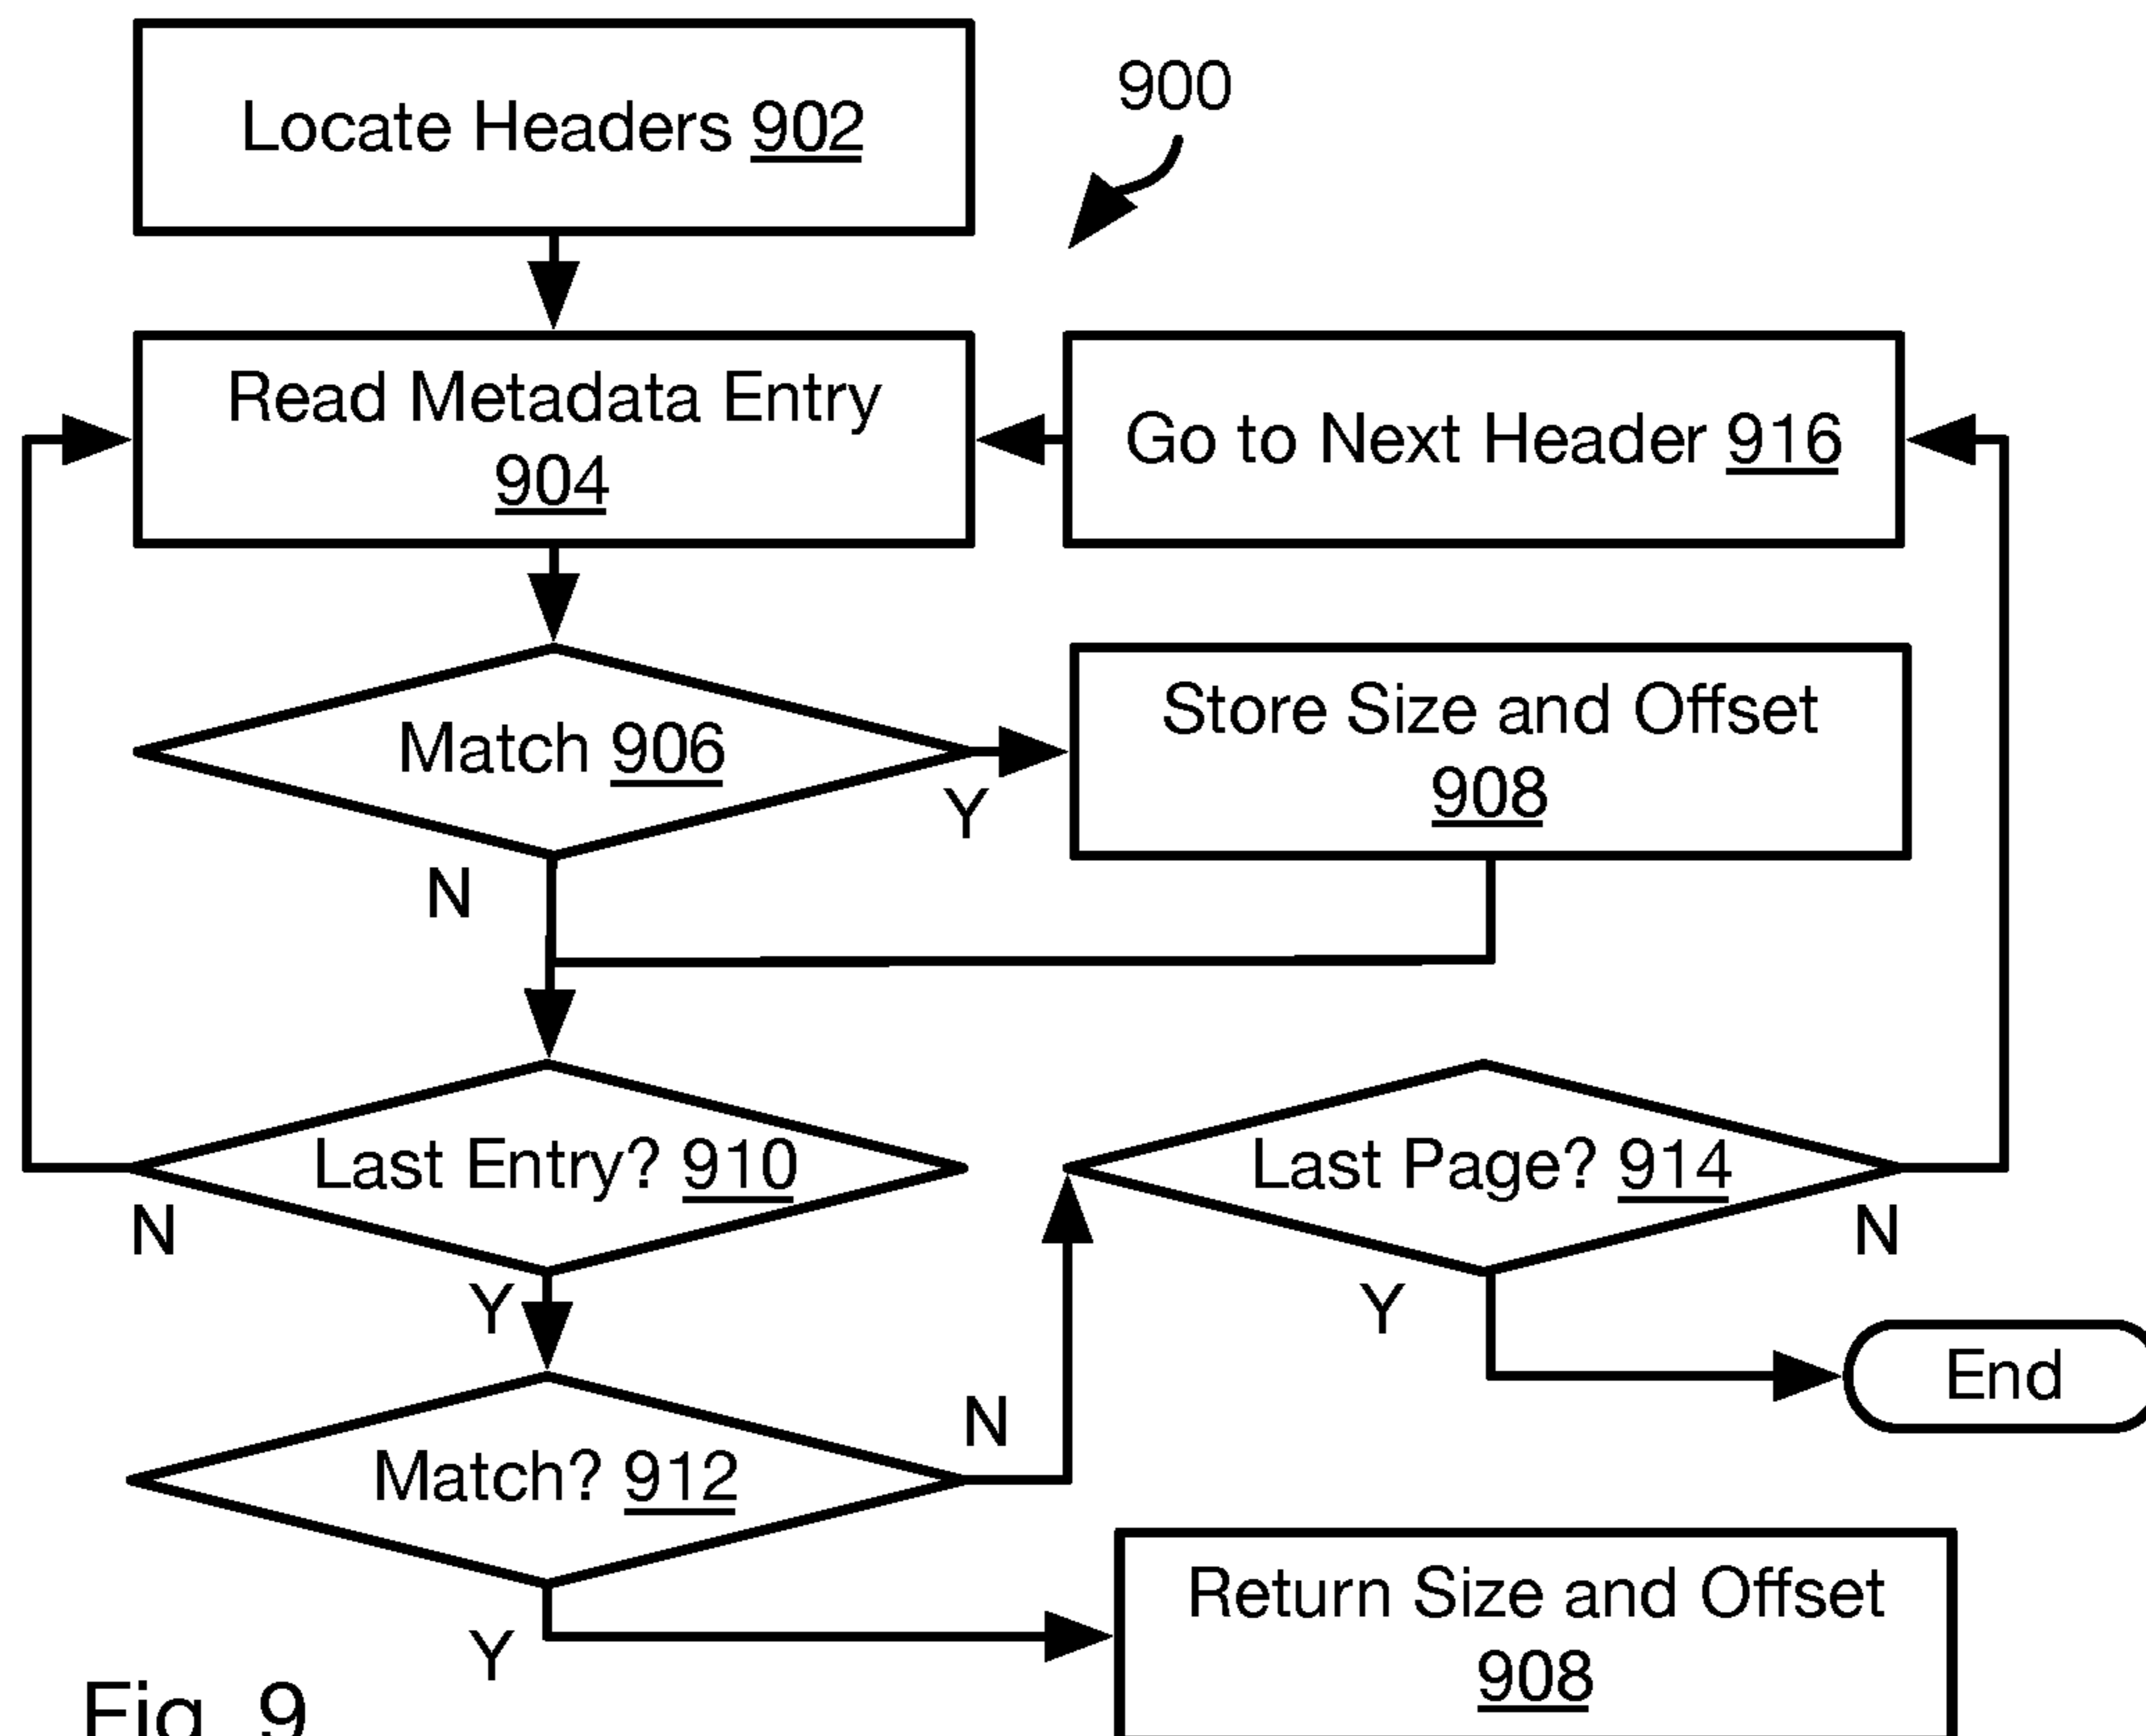 Locate Headers 902
900
Read Metadata Entry
904
Go to Next Header 916
Match 906
Y
N
Store Size and Offset
908
Last Entry? 910
N
Y
Last Page? 914
N
Y
End
Match? 912
N
Y
Return Size and Offset
908
Fig. 9